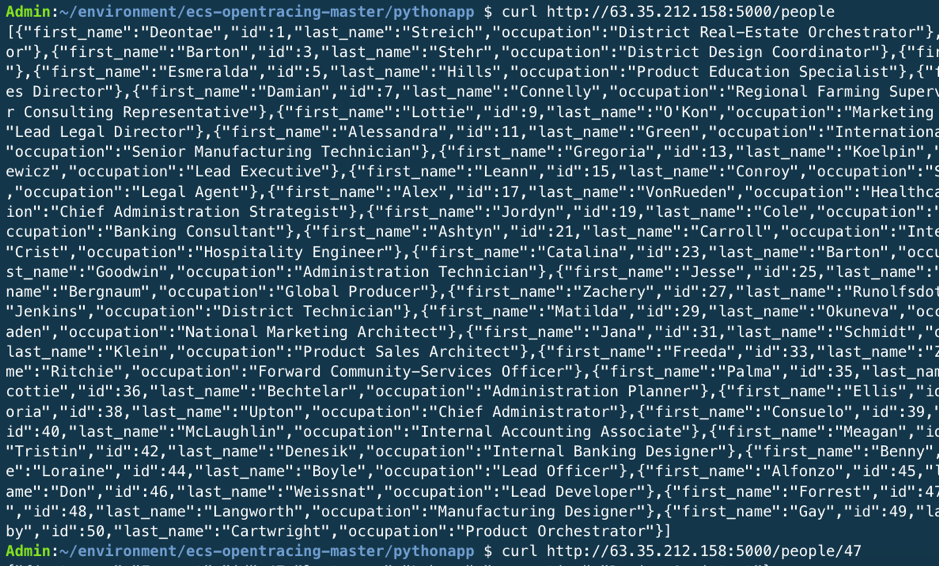 Admin:~/environment/ecs-opentracing-master/pythonapp $ curl http://63.35.212.158:5000/people
[{"first_name":"Deontae","id":1,"last_name":"Streich","occupation":"District Real-Estate Orchestrator"},
or"},{"first_name":"Barton","id":3,"last_name":"Stehr","occupation":"District Design Coordinator"},{"fir
"},{"first_name":"Esmeralda","id":5,"last_name":"Hills","occupation":"Product Education Specialist"},{"f
es Director"},{"first_name":"Damian","id":7,"last_name":"Connelly","occupation":"Regional Farming Superv
r Consulting Representative"},{"first_name":"Lottie","id":9,"last_name":"O'Kon","occupation":"Marketing
"Lead Legal Director"},{"first_name":"Alessandra","id":11,"last_name":"Green","occupation":"Internationa
"occupation":"Senior Manufacturing Technician"},{"first_name":"Gregoria","id":13,"last_name":"Koelpin","
ewicz","occupation":"Lead Executive"},{"first_name":"Leann","id":15,"last_name":"Conroy","occupation":"S
,"occupation":"Legal Agent"},{"first_name":"Alex","id":17,"last_name":"VonRueden","occupation":"Healthca
ion":"Chief Administration Strategist"},{"first_name":"Jordyn","id":19,"last_name":"Cole","occupation":"
ccupation":"Banking Consultant"},{"first_name":"Ashtyn","id":21,"last_name":"Carroll","occupation":"Inte
"Crist","occupation":"Hospitality Engineer"},{"first_name":"Catalina","id":23,"last_name":"Barton","occu
st_name":"Goodwin","occupation":"Administration Technician"},{"first_name":"Jesse","id":25,"last_name":"
name":"Bergnaum","occupation":"Global Producer"},{"first_name":"Zachery","id":27,"last_name":"Runolfsdot
"Jenkins","occupation":"District Technician"},{"first_name":"Matilda","id":29,"last_name":"Okuneva","occ
aden","occupation":"National Marketing Architect"},{"first_name":"Jana","id":31,"last_name":"Schmidt","o
last_name":"Klein","occupation":"Product Sales Architect"},{"first_name":"Freeda","id":33,"last_name":"Z
me":"Ritchie","occupation":"Forward Community-Services Officer"},{"first_name":"Palma","id":35,"last_nam
cottie","id":36,"last_name":"Bechtelar","occupation":"Administration Planner"},{"first_name":"Ellis","id
oria","id":38,"last_name":"Upton","occupation":"Chief Administrator"},{"first_name":"Consuelo","id":39,"
id":40,"last_name":"McLaughlin","occupation":"Internal Accounting Associate"},{"first_name":"Meagan","id
"Tristin","id":42,"last_name":"Denesik","occupation":"Internal Banking Designer"},{"first_name":"Benny",
e":"Loraine","id":44,"last_name":"Boyle","occupation":"Lead Officer"},{"first_name":"Alfonzo","id":45,"l
ame":"Don","id":46,"last_name":"Weissnat","occupation":"Lead Developer"},{"first_name":"Forrest","id":47
","id":48,"last_name":"Langworth","occupation":"Manufacturing Designer"},{"first_name":"Gay","id":49,"la
by","id":50,"last_name":"Cartwright","occupation":"Product Orchestrator"}]
Admin:~/environment/ecs-opentracing-master/pythonapp $ curl http://63.35.212.158:5000/people/47